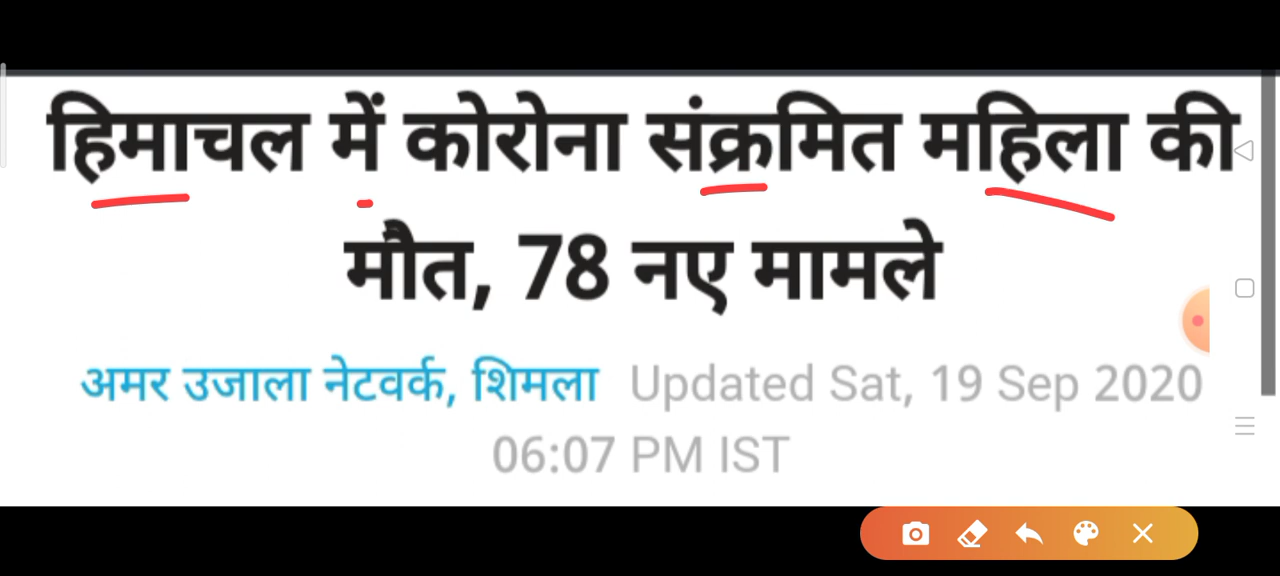 हिमाचल में कोरोना संक्रमित महिला की
मौत, 78 नए मामले
अमर उजाला नेटवर्क, शिमला Updated Sat, 19 Sep 2020
06:07 PM IST